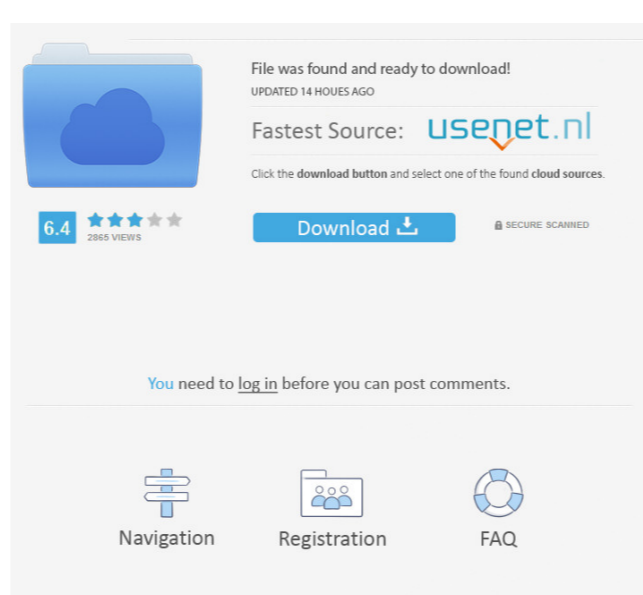 File was found and ready to download!
UPDATED 14 HOUES AGO
Fastest Source: usenet.nl
Click the download button and select one of the found cloud sources.
6.4
2865 VIEWS
Download
SECURE SCANNED
You need to log in before you can post comments.
Navigation
Registration
FAQ